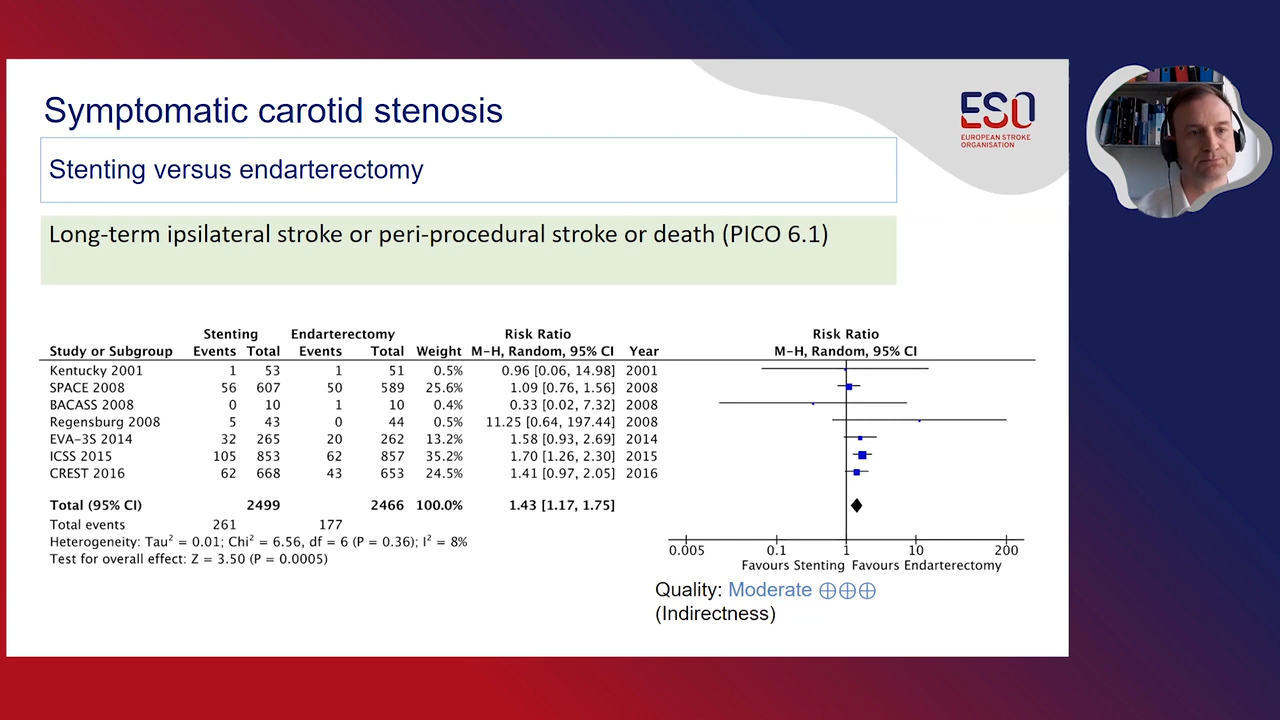 Symptomatic carotid stenosis
ESO
EUROPEAN STROKE
ORGANISATION
Stenting versus endarterectomy
Long-term ipsilateral stroke or peri-procedural stroke or death (PICO 6.1)
Stenting Endarterectomy Risk Ratio Risk Ratio
Study or Subgroup Events Total Events Total Weight M-H, Random, 95% CI Year M-H, Random, 95% CI
Kentucky 2001 1 53 1 51 0.5% 0.96 [0.06, 14.98] 2001
SPACE 2008 56 607 50 589 25.6% 1.09 [0.76, 1.56] 2008
BACASS 2008 0 10 1 10 0.4% 0.33 [0.02, 7.32] 2008
Regensburg 2008 5 43 0 44 0.5% 11.25 [0.64, 197.44] 2008
EVA-3S 2014 32 265 20 262 13.2% 1.58 [0.93, 2.69] 2014
ICSS 2015 105 853 62 857 35.2% 1.70 [1.26, 2.30] 2015
CREST 2016 62 668 43 653 24.5% 1.41 [0.97, 2.05] 2016
Total (95% CI) 2499 2466 100.0% 1.43 [1.17, 1.75]
Total events 261 177
Heterogeneity: Tau² = 0.01; Chi² = 6.56, df = 6 (P = 0.36); I² = 8%
Test for overall effect: Z = 3.50 (P = 0.0005)
0.005 0.1 1 10 200
Favours Stenting Favours Endarterectomy
Quality: Moderate ⊕⊕⊕
(Indirectness)